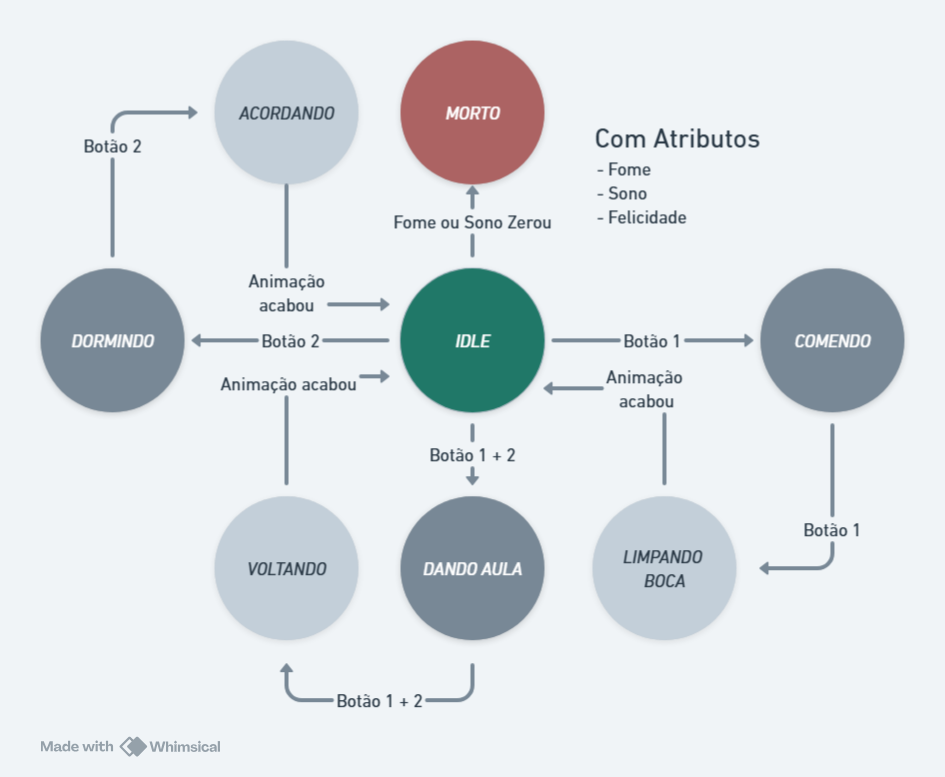 ACORDANDO
MORTO
Com Atributos
- Fome
- Sono
- Felicidade
Botão 2
Fome ou Sono Zerou
Animação
acabou
DORMINDO
Botão 2
IDLE
Botão 1
COMENDO
Animação acabou
Animação
acabou
Botão 1 + 2
Botão 1
VOLTANDO
DANDO AULA
LIMPANDO
BOCA
Botão 1 + 2
Made with Whimsical